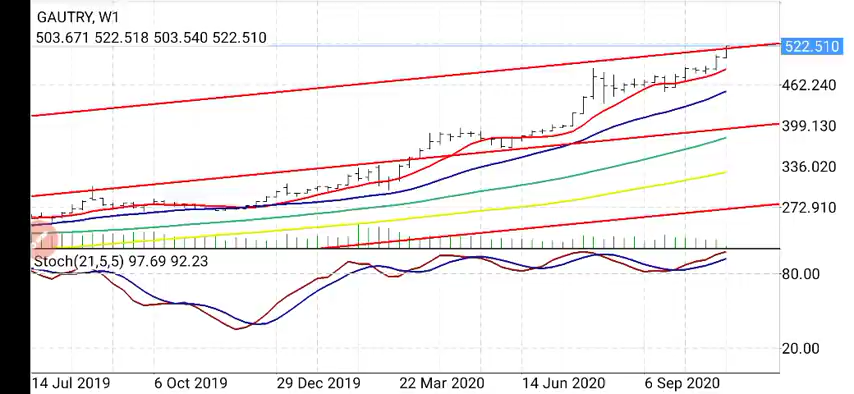 GAUTRY, W1
503.671 522.518 503.540 522.510
522.510
462.240
399.130
336.020
272.910
Stoch(21,5,5) 97.69 92.23
80.00
20.00
14 Jul 2019 6 Oct 2019 29 Dec 2019 22 Mar 2020 14 Jun 2020 6 Sep 2020